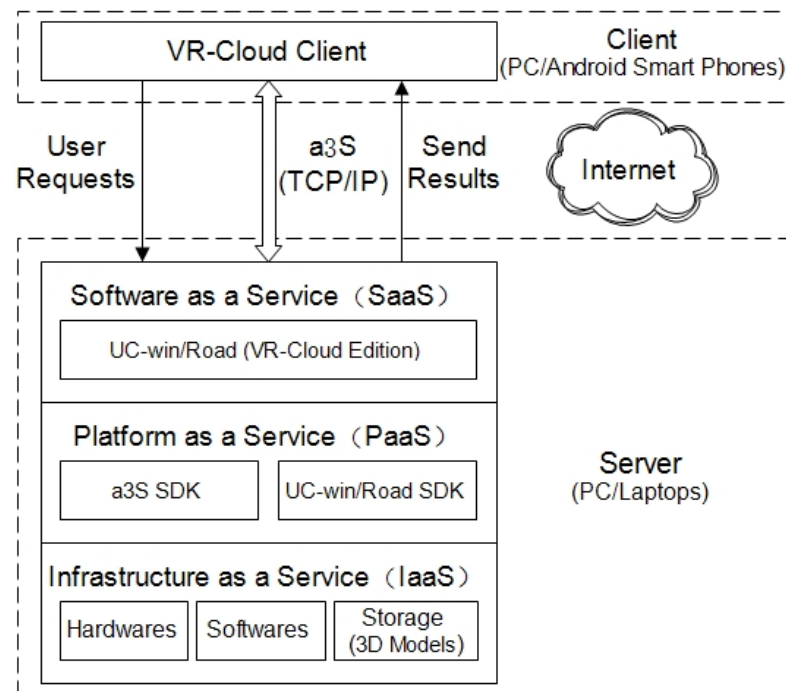 VR-Cloud Client
Client
(PC/Android Smart Phones)
User
Requests
a3S
(TCP/IP)
Send
Results
Internet
Software as a Service（SaaS）
UC-win/Road (VR-Cloud Edition)
Platform as a Service（PaaS）
a3S SDK
UC-win/Road SDK
Server
(PC/Laptops)
Infrastructure as a Service（IaaS）
Hardwares
Softwares
Storage
(3D Models)